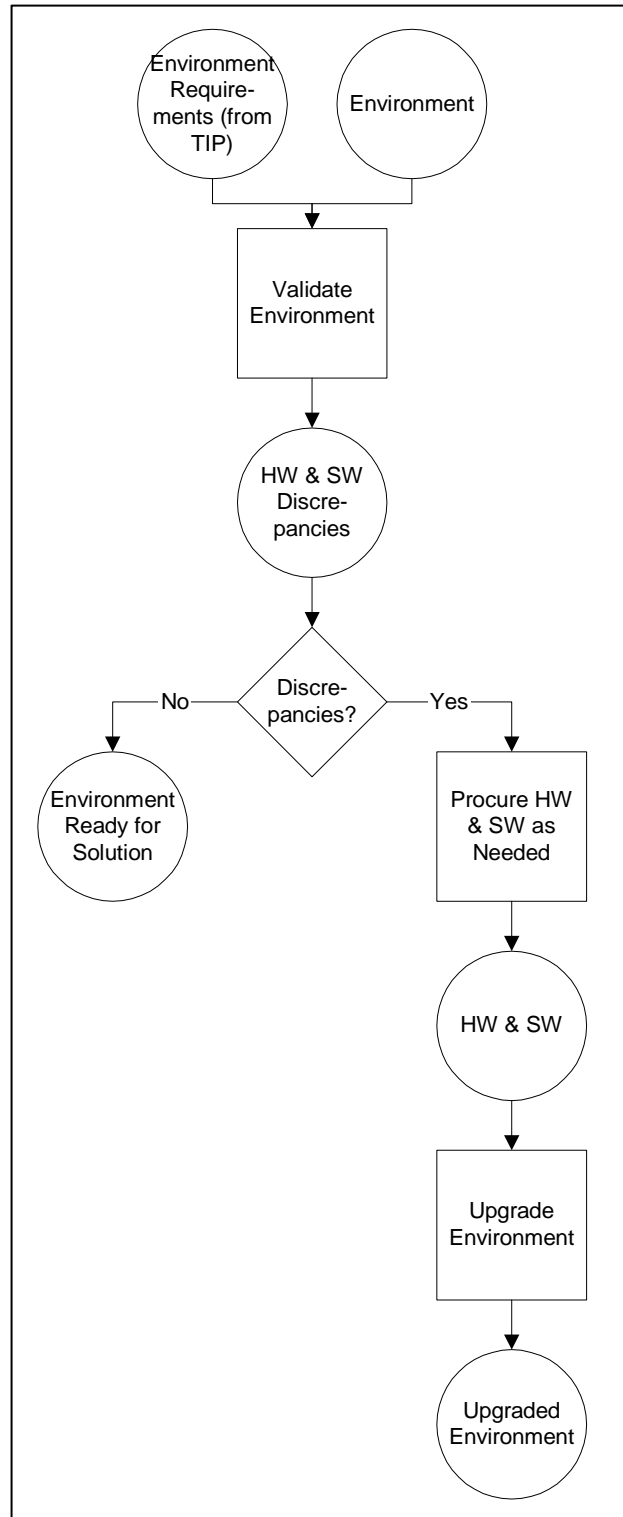 Environment
Require-
ments (from
TIP)
Environment
Validate
Environment
HW & SW
Discre-
pancies
Discre-
pancies?
No
Yes
Environment
Ready for
Solution
Procure HW
& SW as
Needed
HW & SW
Upgrade
Environment
Upgraded
Environment